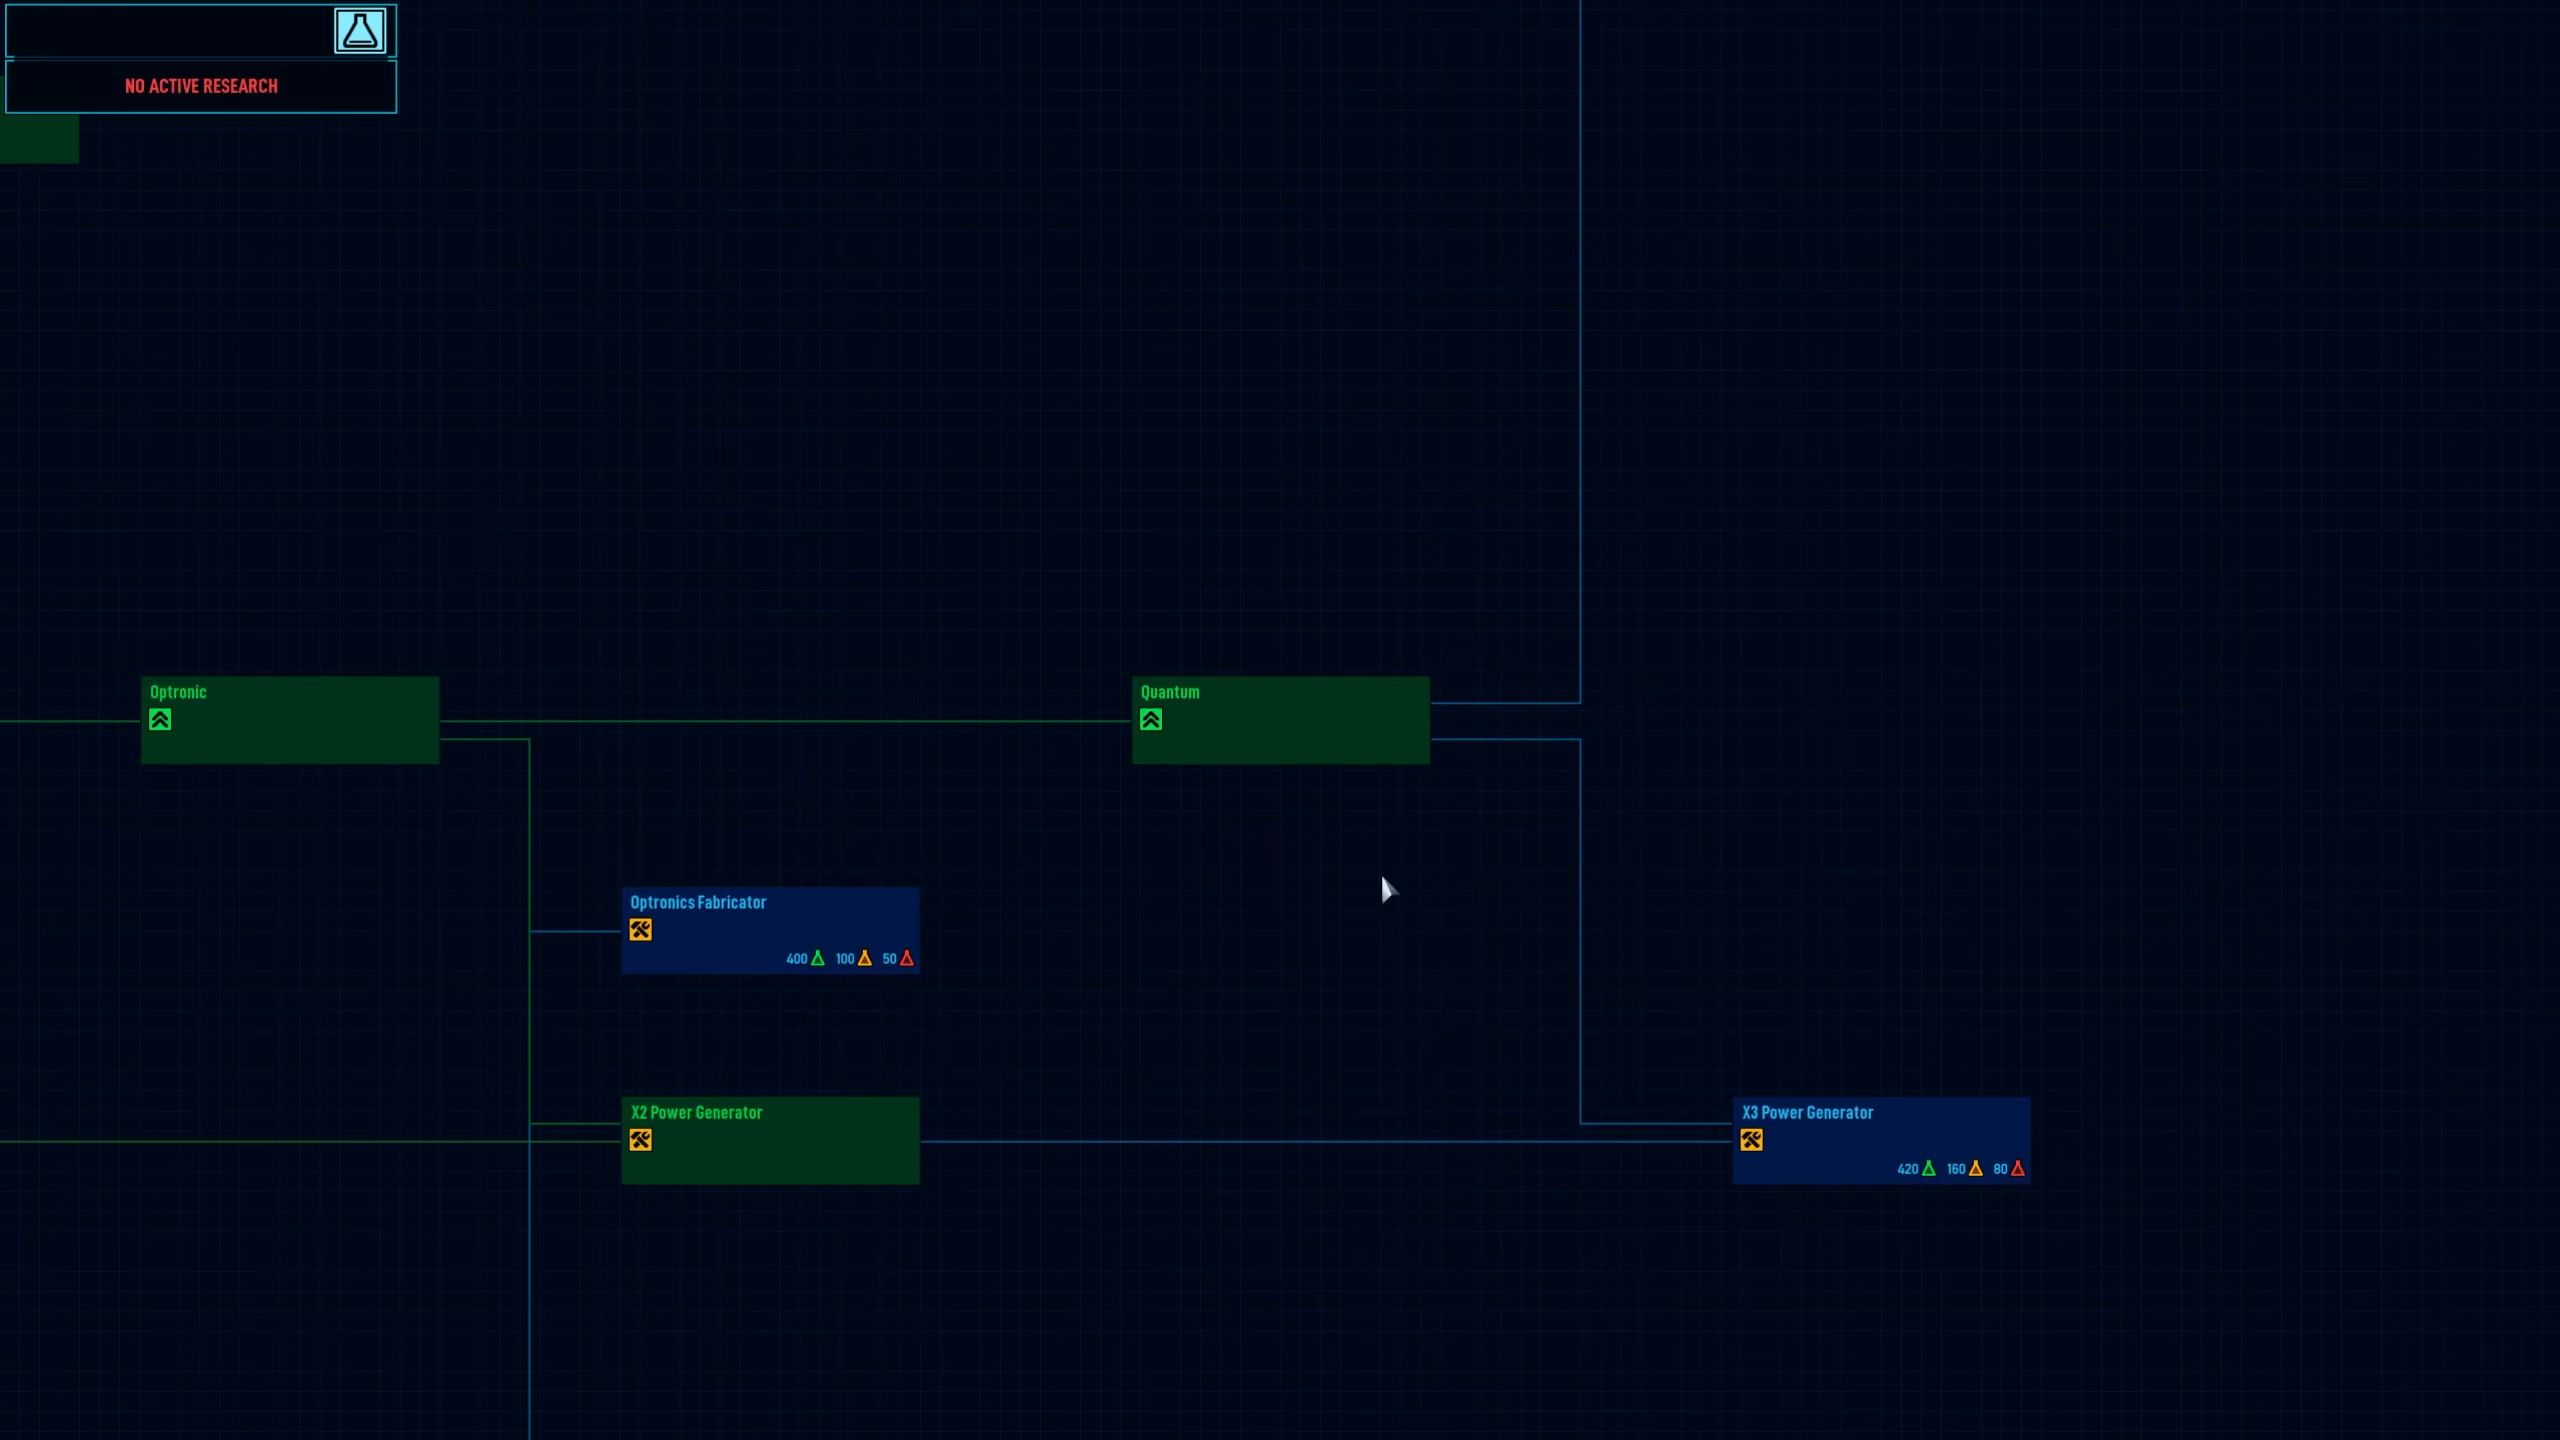 NO ACTIVE RESEARCH
Optronic
Quantum
Optronics Fabricator
400 100 50
X2 Power Generator
X3 Power Generator
420 160 80